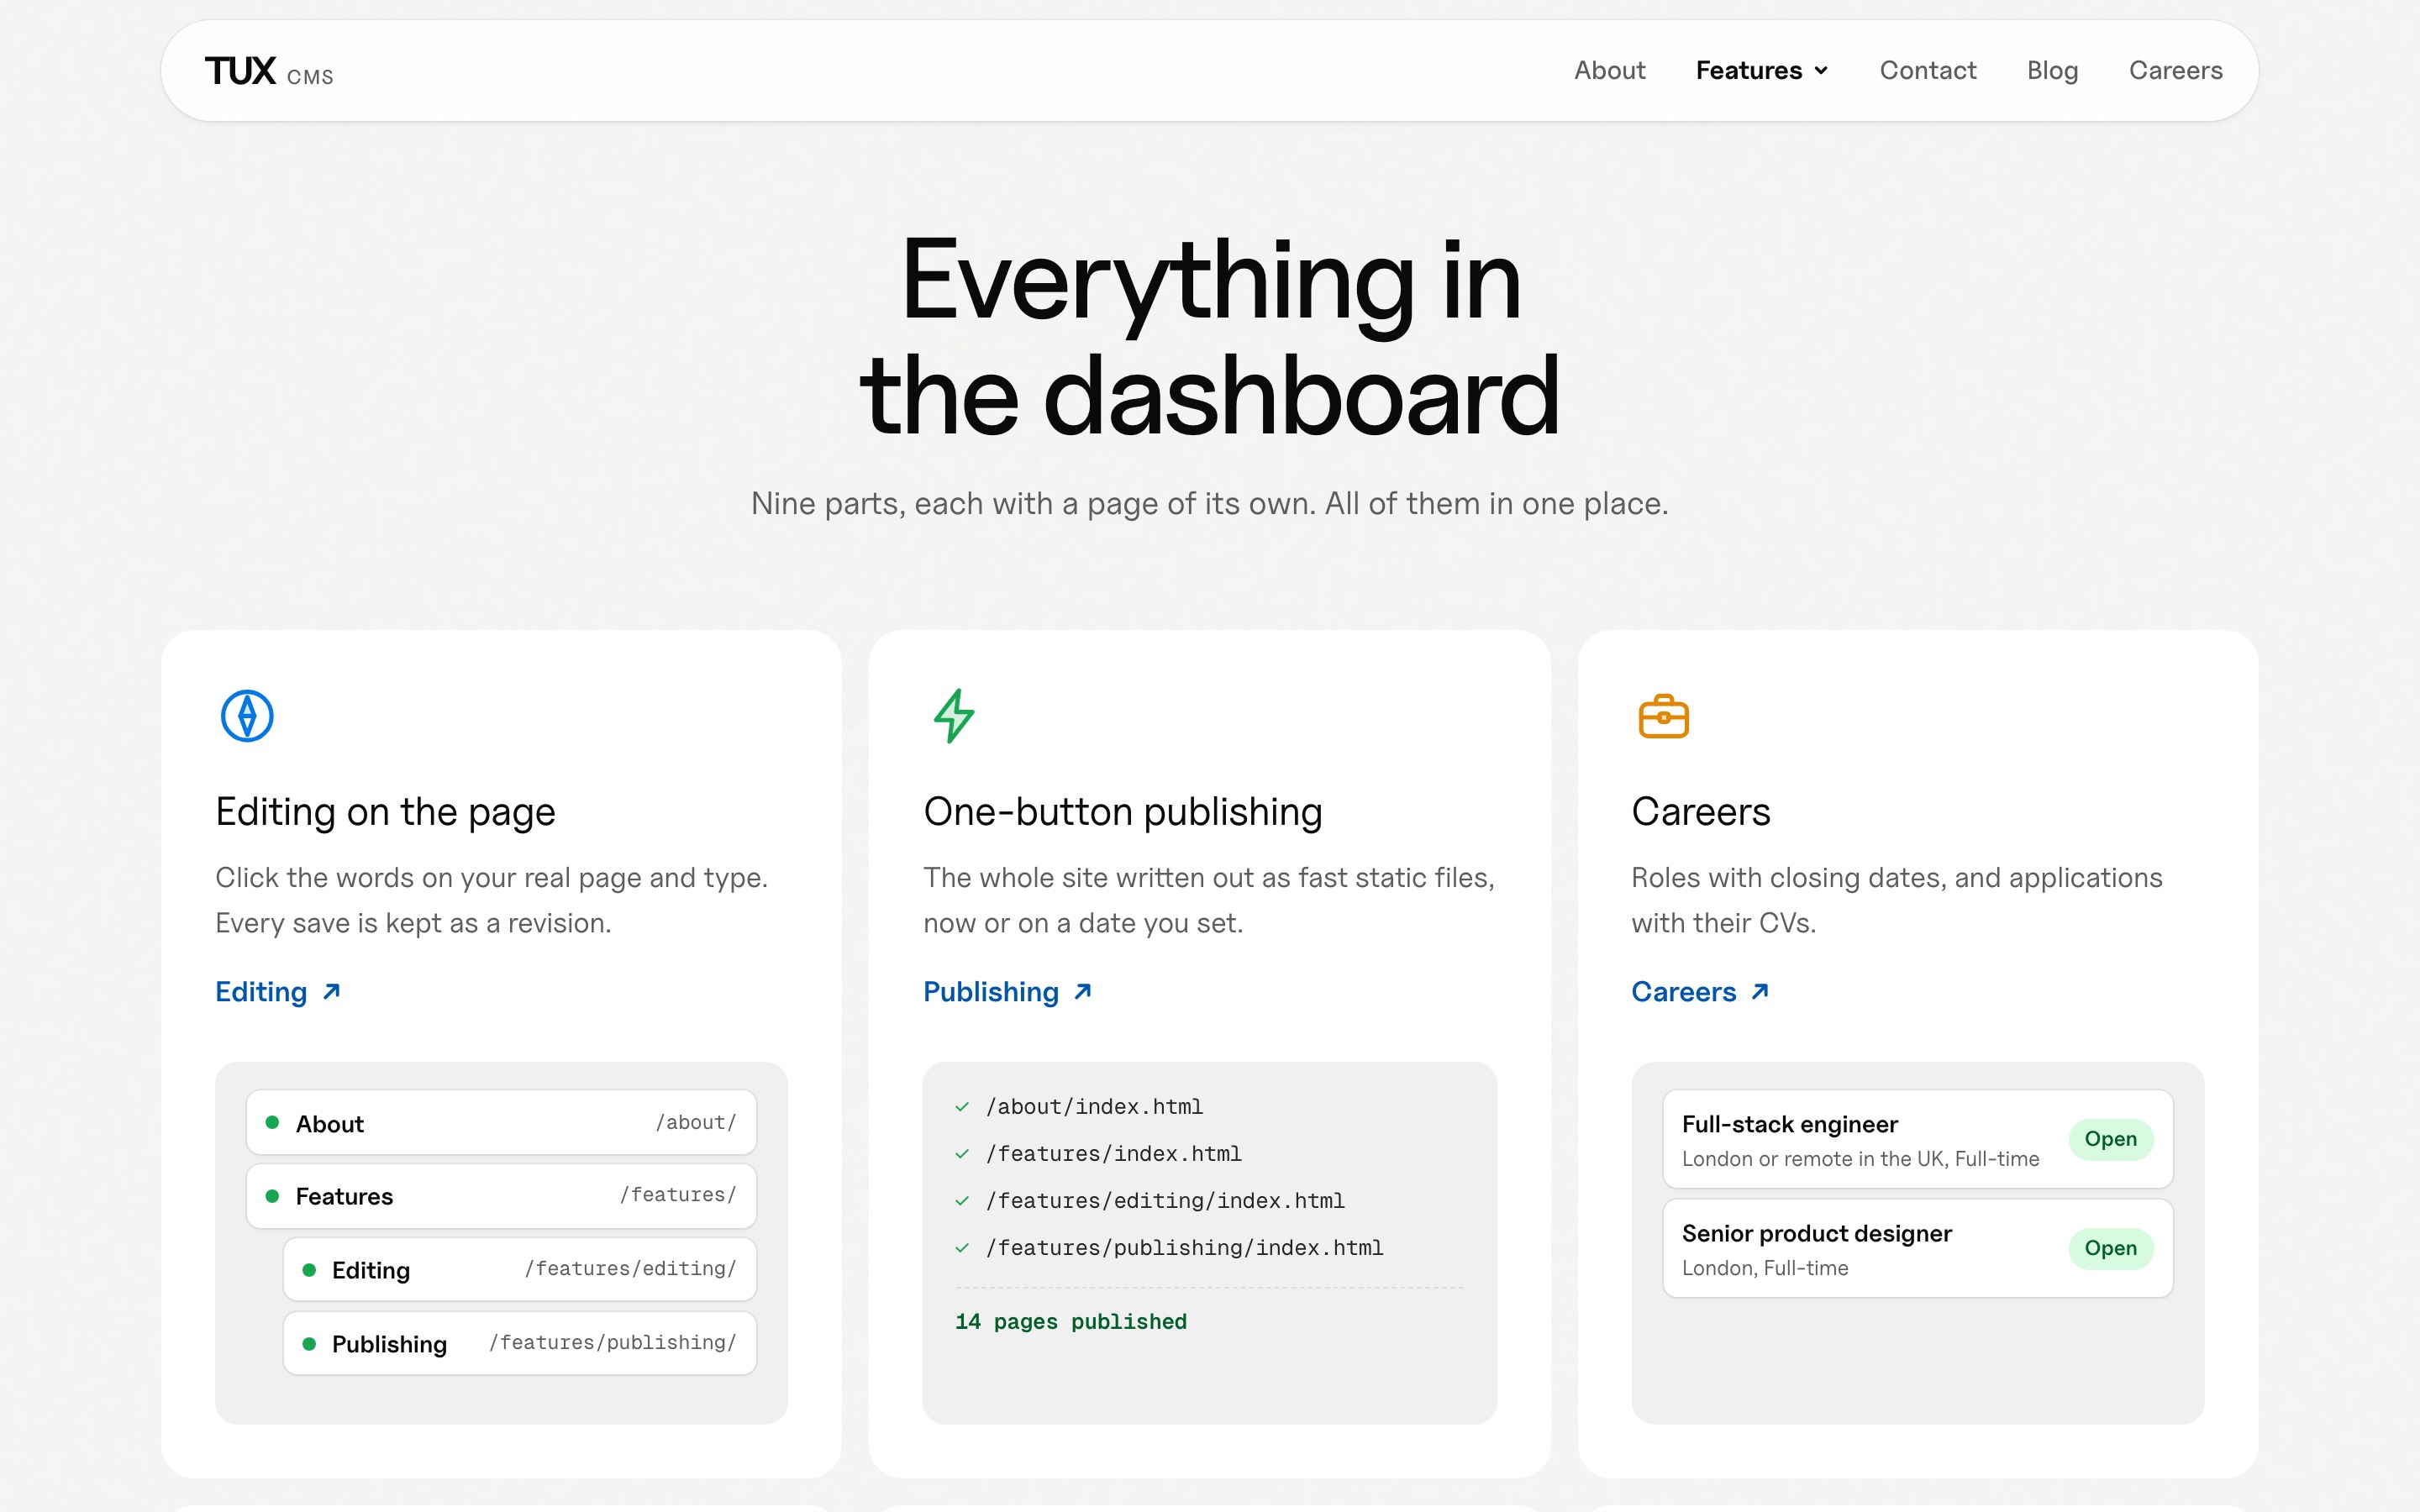 TUX CMS
About
Features
Contact
Blog
Careers
Everything in
the dashboard
Nine parts, each with a page of its own. All of them in one place.
Editing on the page
Click the words on your real page and type.
Every save is kept as a revision.
Editing
About /about/
Features /features/
Editing /features/editing/
Publishing /features/publishing/
One-button publishing
The whole site written out as fast static files,
now or on a date you set.
Publishing
/about/index.html
/features/index.html
/features/editing/index.html
/features/publishing/index.html
14 pages published
Careers
Roles with closing dates, and applications
with their CVs.
Careers
Full-stack engineer
London or remote in the UK, Full-time
Open
Senior product designer
London, Full-time
Open